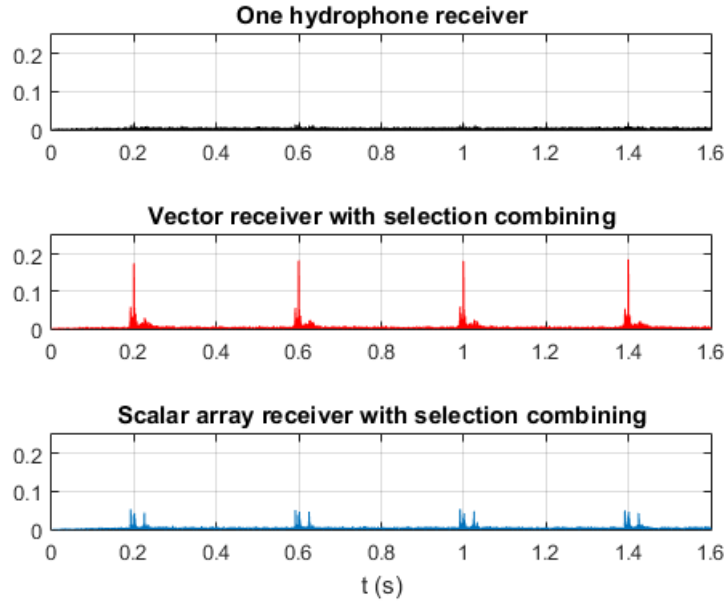 One hydrophone receiver
0.2
0.1
0
0 0.2 0.4 0.6 0.8 1 1.2 1.4 1.6
Vector receiver with selection combining
0.2
0.1
0
0 0.2 0.4 0.6 0.8 1 1.2 1.4 1.6
Scalar array receiver with selection combining
0.2
0.1
0
0 0.2 0.4 0.6 0.8 1 1.2 1.4 1.6
t (s)